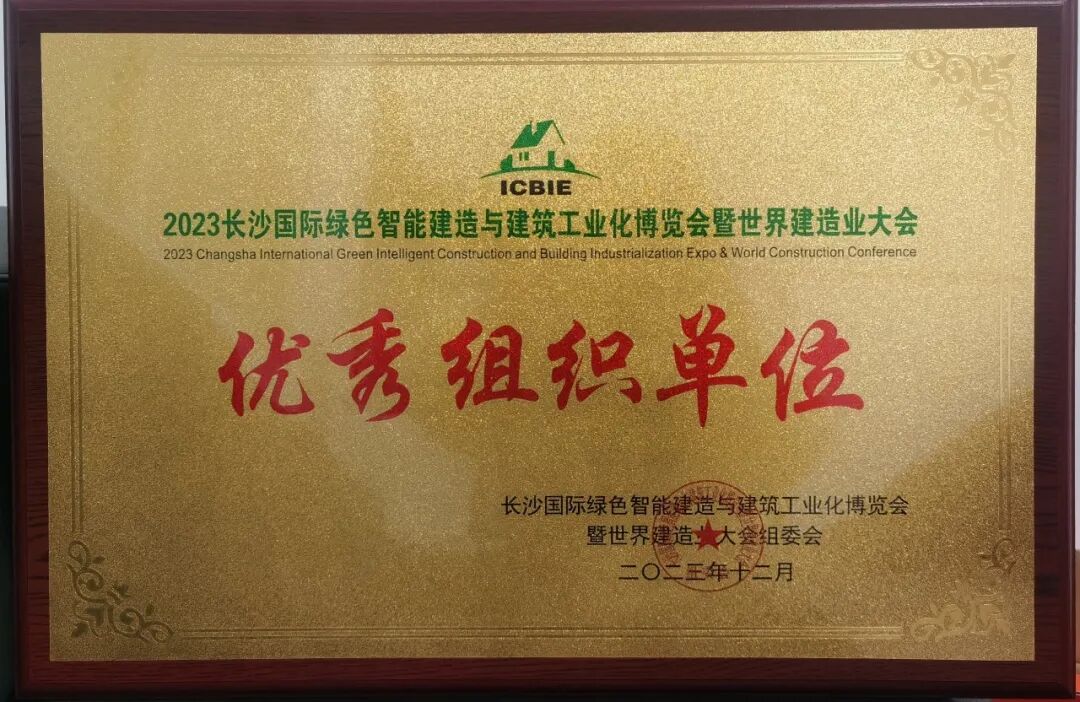 ICBIE
2023长沙国际绿色智能建造与建筑工业化博览会暨世界建造业大会
2023 Changsha International Green Intelligent Construction and Building Industrialization Expo & World Construction Conference
优秀组织单位
长沙国际绿色智能建造与建筑工业化博览会
暨世界建造业大会组委会
二〇二三年十二月